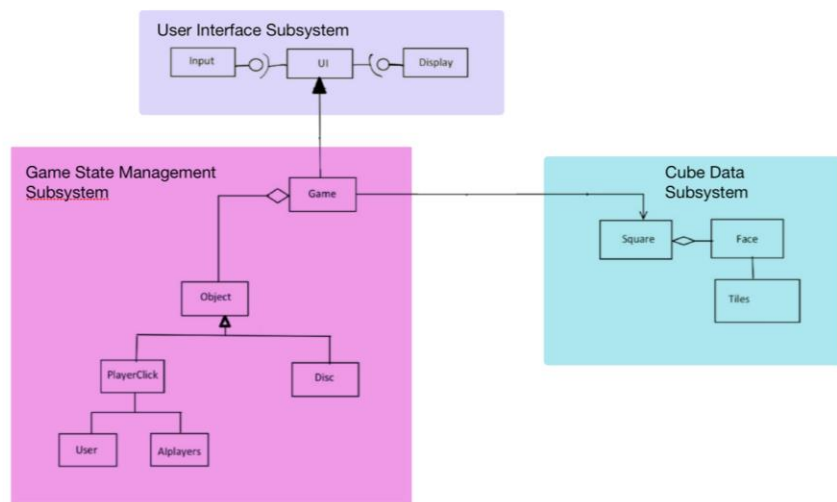 User Interface Subsystem
Input
UI
Display
Game State Management
Subsystem
Game
Object
PlayerClick
Disc
User
AIplayers
Cube Data
Subsystem
Square
Face
Tiles